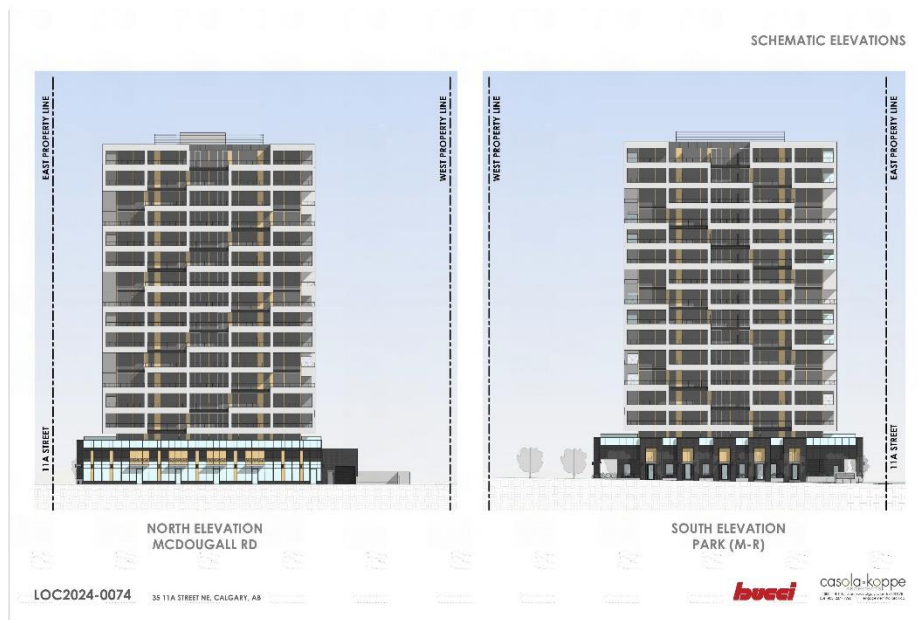 SCHEMATIC ELEVATIONS
EAST PROPERTY LINE
WEST PROPERTY LINE
11A STREET
WEST PROPERTY LINE
EAST PROPERTY LINE
11A STREET
NORTH ELEVATION
MCDOUGALL RD
SOUTH ELEVATION
PARK (M-R)
LOC2024-0074
35 11A STREET NE, CALGARY, AB
bucci
casola·koppe